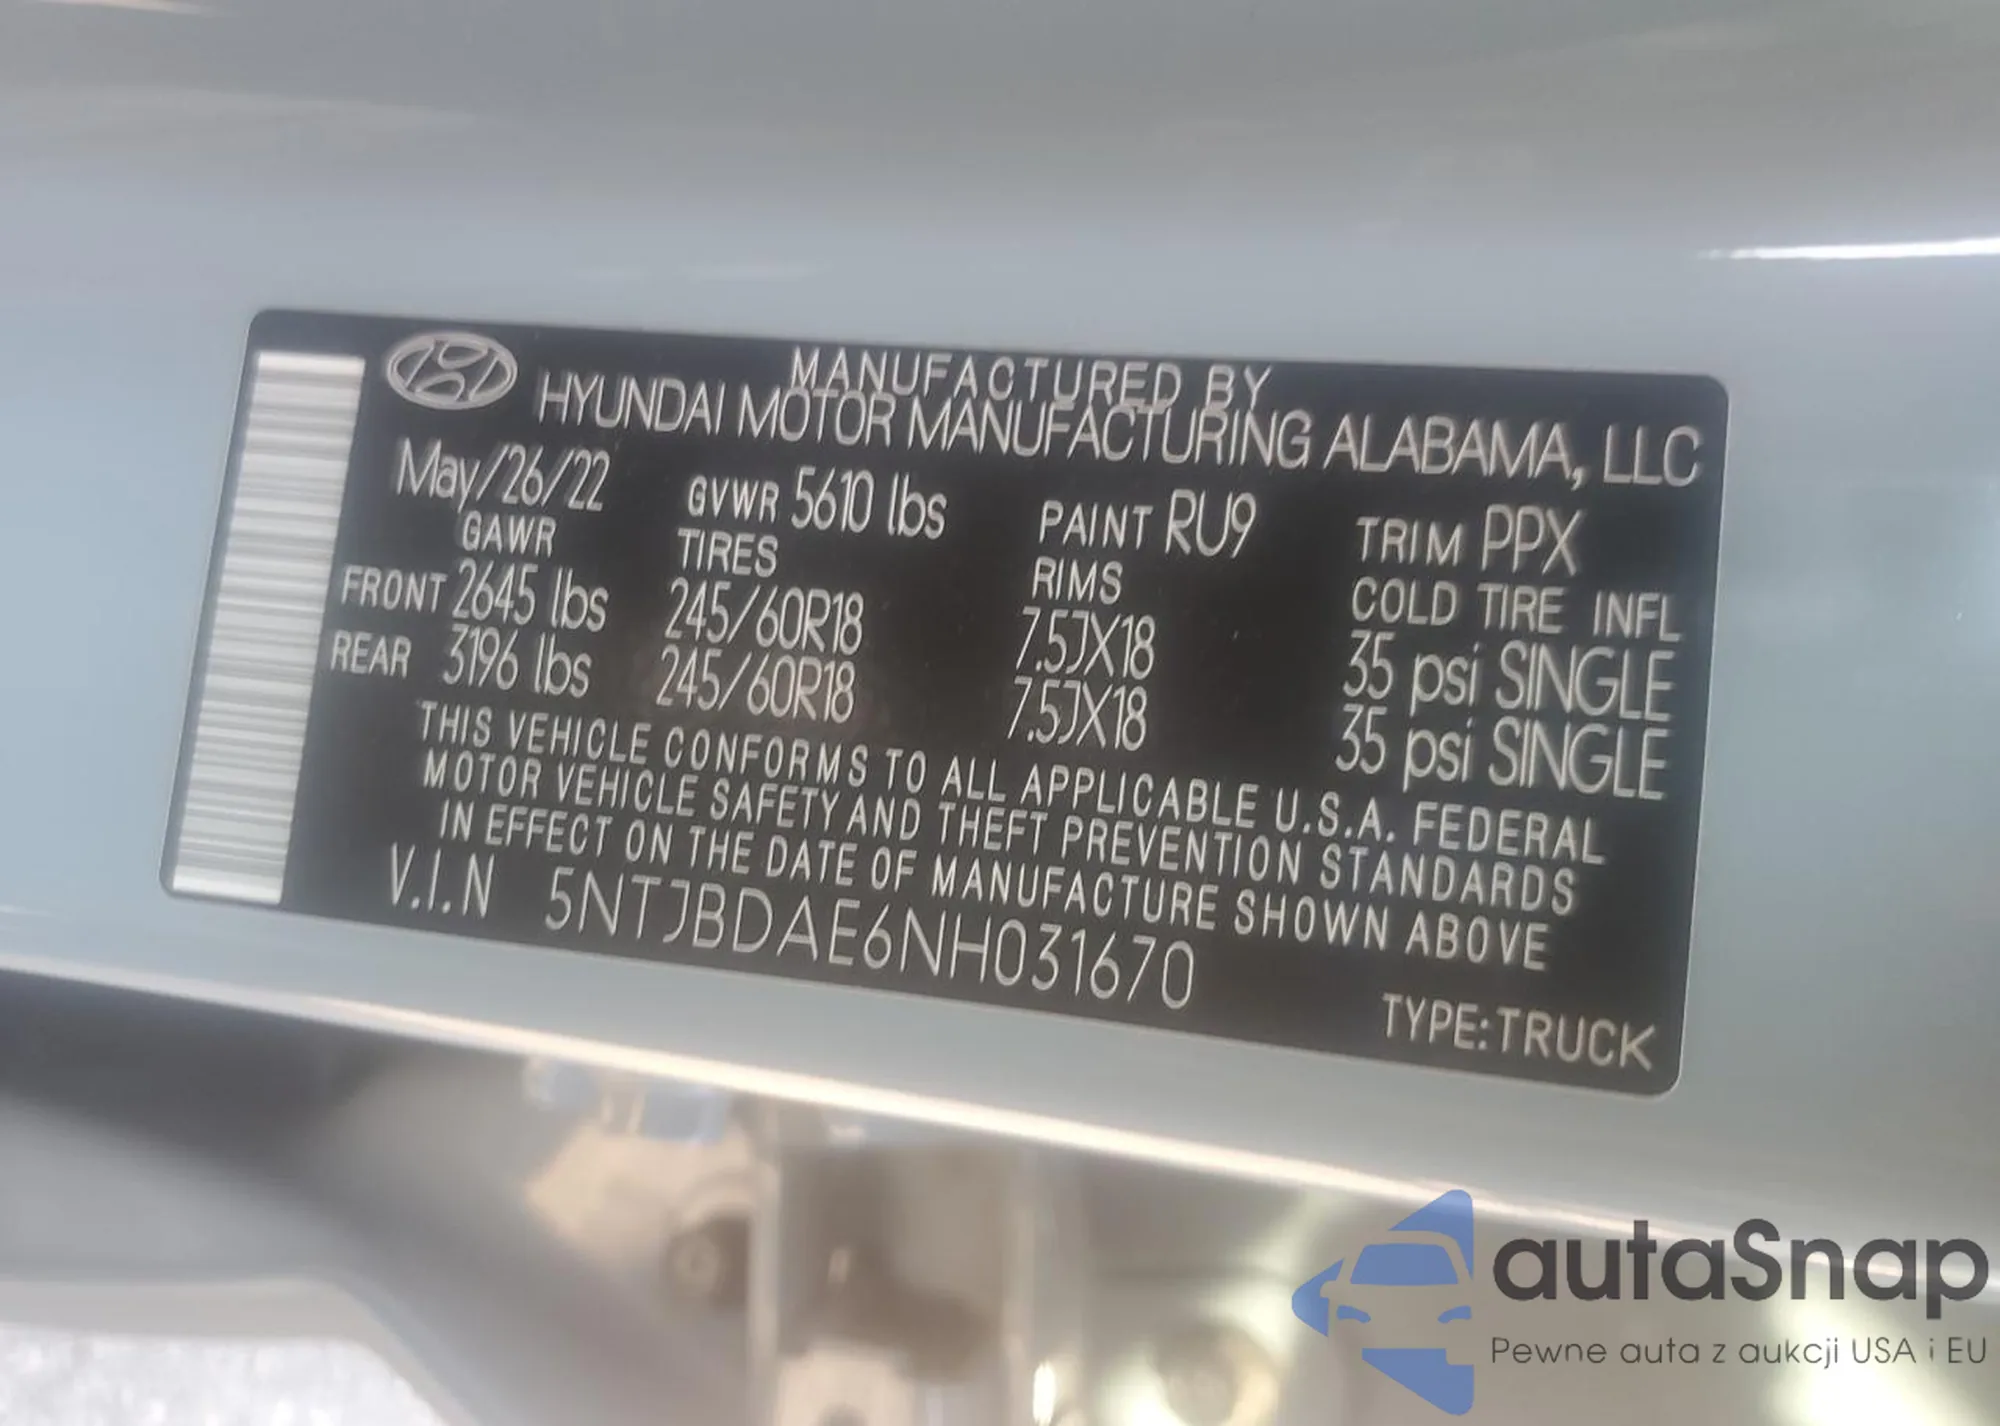 MANUFACTURED BY
HYUNDAI MOTOR MANUFACTURING ALABAMA, LLC
May/26/22 GVWR 5610 lbs PAINT RU9 TRIM PPX
GAWR TIRES RIMS COLD TIRE INFL
FRONT 2645 lbs 245/60R18 7.5JX18 35 psi SINGLE
REAR 3196 lbs 245/60R18 7.5JX18 35 psi SINGLE
THIS VEHICLE CONFORMS TO ALL APPLICABLE U.S.A. FEDERAL
MOTOR VEHICLE SAFETY AND THEFT PREVENTION STANDARDS
IN EFFECT ON THE DATE OF MANUFACTURE SHOWN ABOVE
V.I.N 5NTJBDAE6NH031670
TYPE:TRUCK
autaSnap
Pewne auta z aukcji USA i EU